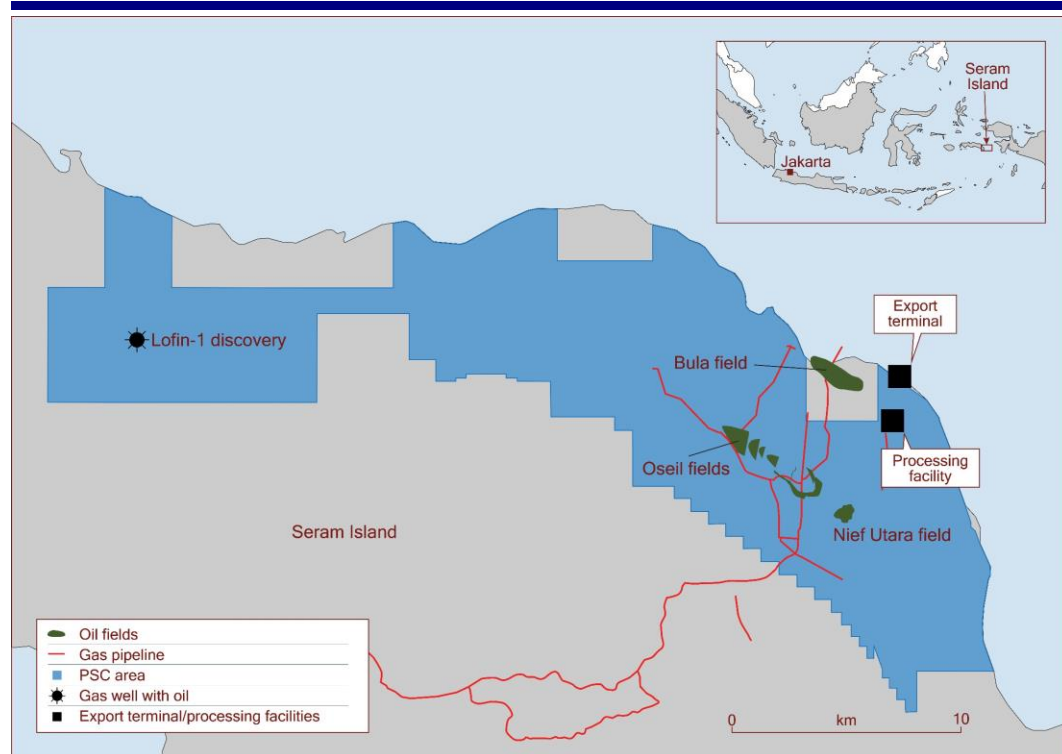 Seram
Island
Jakarta
Export
terminal
Lofin-1 discovery
Bula field
Oseil fields
Processing
facility
Nief Utara field
Seram Island
Oil fields
Gas pipeline
PSC area
Gas well with oil
Export terminal/processing facilities
0 km 10